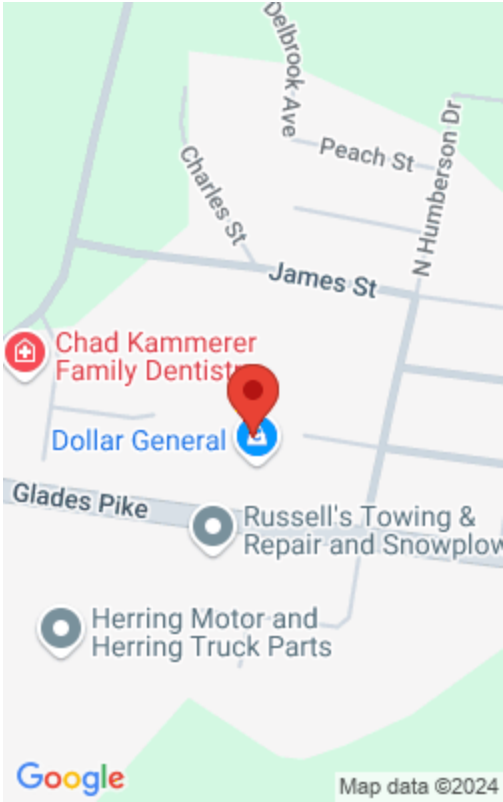 Delbrook Ave
Peach St
N Humberson Dr
Charles St
James St
Chad Kammerer
Family Dentistr
Dollar General
Glades Pike
Russell's Towing &
Repair and Snowplow
Herring Motor and
Herring Truck Parts
Google
Map data ©2024